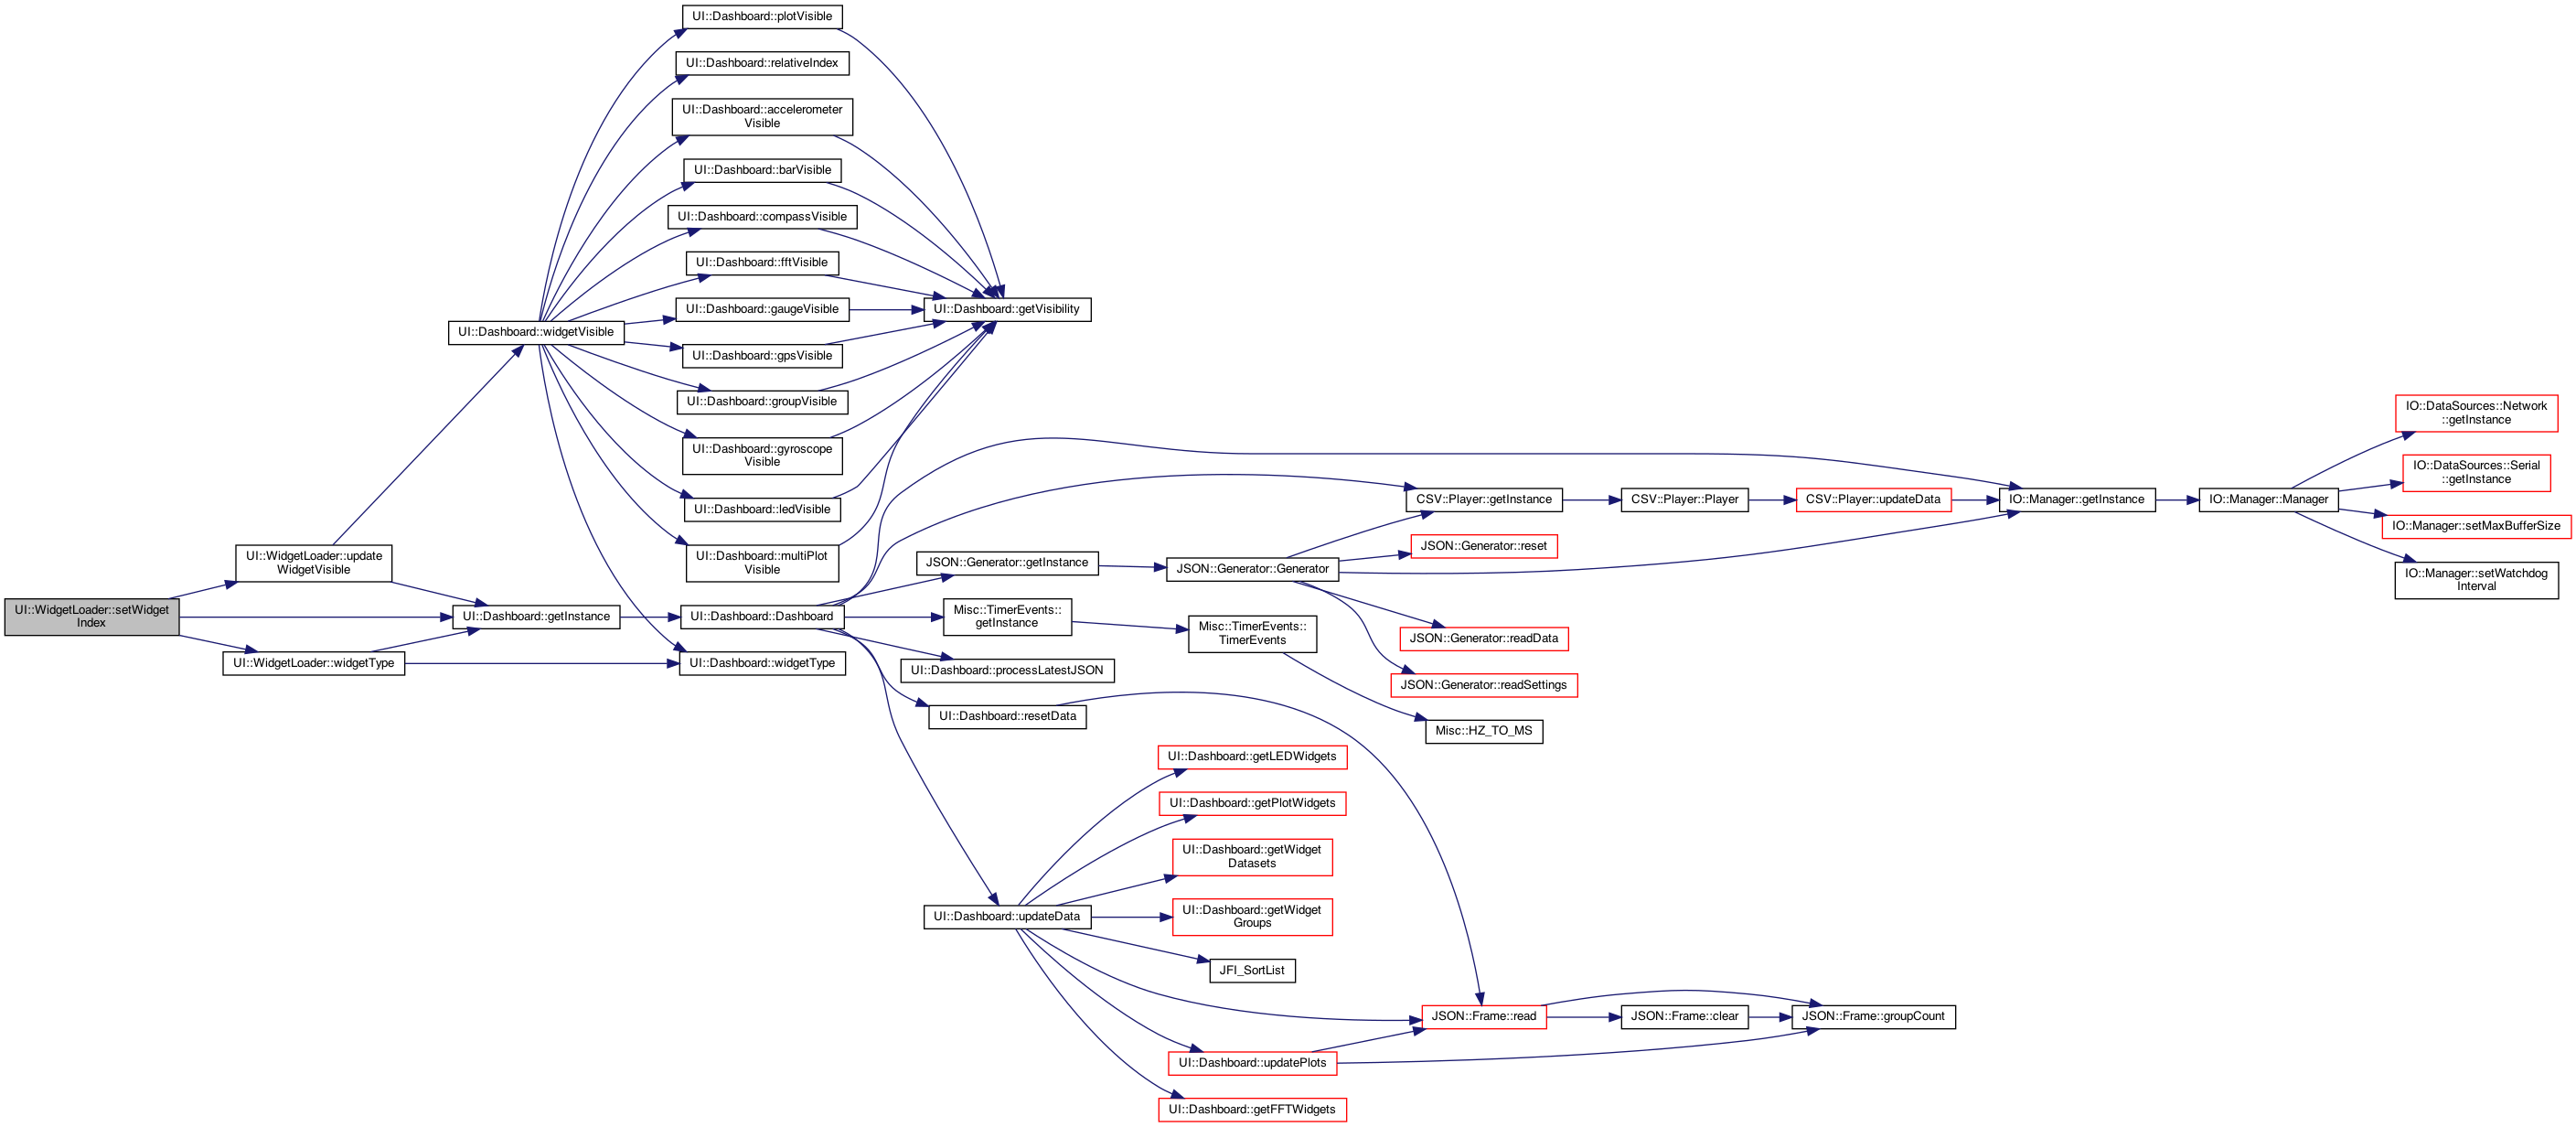 UI::WidgetLoader::setWidget
Index
UI::WidgetLoader::update
WidgetVisible
UI::WidgetLoader::widgetType
UI::Dashboard::widgetVisible
UI::Dashboard::getInstance
UI::Dashboard::plotVisible
UI::Dashboard::relativeIndex
UI::Dashboard::accelerometer
Visible
UI::Dashboard::barVisible
UI::Dashboard::compassVisible
UI::Dashboard::fftVisible
UI::Dashboard::gaugeVisible
UI::Dashboard::gpsVisible
UI::Dashboard::groupVisible
UI::Dashboard::gyroscope
Visible
UI::Dashboard::ledVisible
UI::Dashboard::multiPlot
Visible
UI::Dashboard::Dashboard
UI::Dashboard::widgetType
UI::Dashboard::getVisibility
JSON::Generator::getInstance
Misc::TimerEvents::
getInstance
UI::Dashboard::processLatestJSON
UI::Dashboard::resetData
UI::Dashboard::updateData
JSON::Generator::Generator
Misc::TimerEvents::
TimerEvents
UI::Dashboard::getLEDWidgets
UI::Dashboard::getPlotWidgets
UI::Dashboard::getWidget
Datasets
UI::Dashboard::getWidget
Groups
JFI_SortList
UI::Dashboard::updatePlots
UI::Dashboard::getFFTWidgets
CSV::Player::getInstance
JSON::Generator::reset
JSON::Generator::readData
JSON::Generator::readSettings
Misc::HZ_TO_MS
JSON::Frame::read
CSV::Player::Player
JSON::Frame::clear
CSV::Player::updateData
JSON::Frame::groupCount
IO::Manager::getInstance
IO::Manager::Manager
IO::DataSources::Network
::getInstance
IO::DataSources::Serial
::getInstance
IO::Manager::setMaxBufferSize
IO::Manager::setWatchdog
Interval